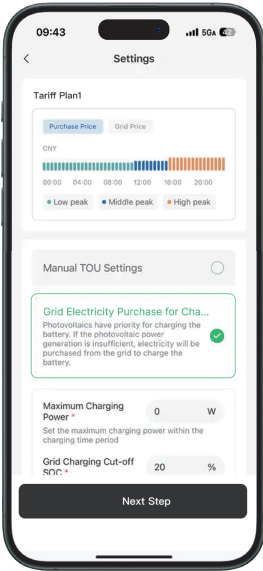 09:43 5GA 42
Settings
Tariff Plan1
Purchase Price Grid Price
CNY
00:00 04:00 08:00 12:00 16:00 20:00
Low peak Middle peak High peak
Manual TOU Settings
Grid Electricity Purchase for Cha...
Photovoltaics have priority for charging the
battery. If the photovoltaic power
generation is insufficient, electricity will be
purchased from the grid to charge the
battery.
Maximum Charging
Power * 0 W
Set the maximum charging power within the
charging time period
Grid Charging Cut-off
SOC * 20 %
Next Step